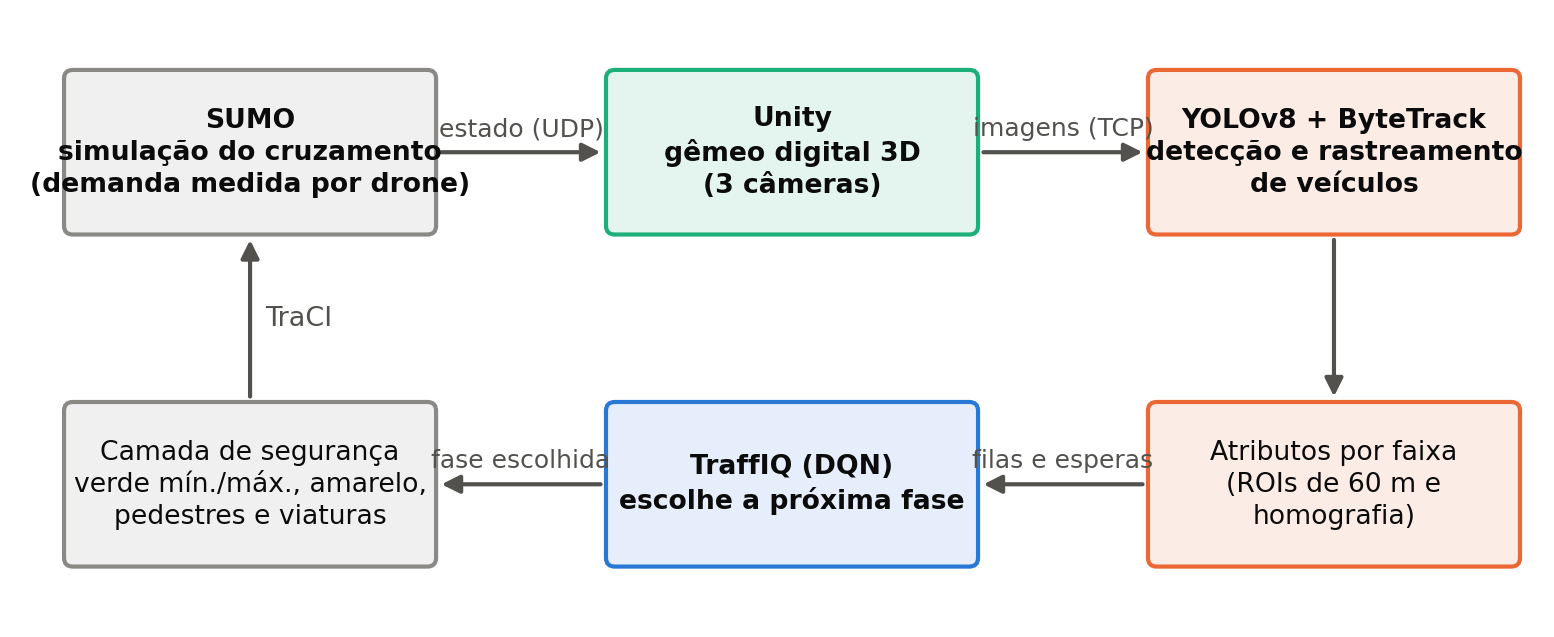 SUMO
simulação do cruzamento
(demanda medida por drone)
estado (UDP)
Unity
gêmeo digital 3D
(3 câmeras)
imagens (TCP)
YOLOv8 + ByteTrack
detecção e rastreamento
de veículos
TraCI
Camada de segurança
verde mín./máx., amarelo,
pedestres e viaturas
fase escolhida
TraffIQ (DQN)
escolhe a próxima fase
filas e esperas
Atributos por faixa
(ROIs de 60 m e
homografia)